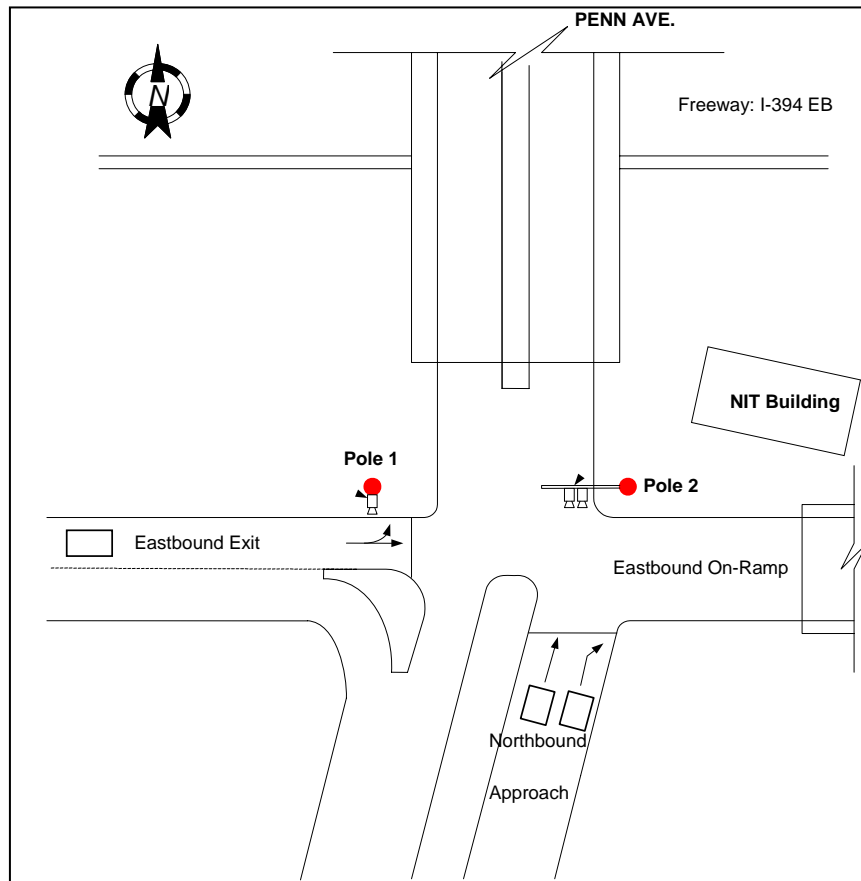 PENN AVE.
N
Freeway: I-394 EB
NIT Building
Pole 1
Pole 2
Eastbound Exit
Eastbound On-Ramp
Northbound
Approach